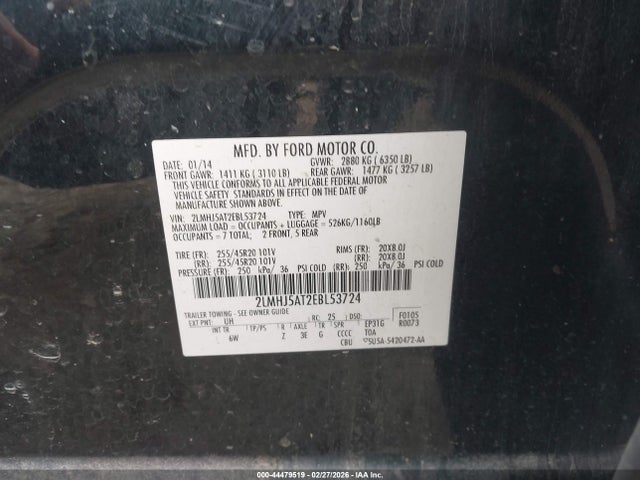 MFD. BY FORD MOTOR CO.
DATE: 01/14 GVWR: 2880 KG ( 6350 LB)
FRONT GAWR: 1411 KG ( 3110 LB) REAR GAWR: 1477 KG ( 3257 LB)
THIS VEHICLE CONFORMS TO ALL APPLICABLE FEDERAL MOTOR
VEHICLE SAFETY STANDARDS IN EFFECT ON THE DATE OF
MANUFACTURE SHOWN ABOVE.
VIN: 2LMHJ5AT2EBL53724 TYPE: MPV
MAXIMUM LOAD = OCCUPANTS + LUGGAGE = 526KG/1160LB
OCCUPANTS = 7 TOTAL; 2 FRONT, 5 REAR
TIRE (FR): 255/45R20 101V RIMS (FR): 20X8.0J
(RR): 255/45R20 101V (RR): 20X8.0J
PRESSURE (FR): 250 kPa/ 36 PSI COLD (RR): 250 kPa/ 36 PSI COLD
2LMHJ5AT2EBL53724
TRAILER TOWING - SEE OWNER GUIDE
EXT PNT: UH RC: 25 DSO: F0105
R0073
INT TR TP/PS R AXLE TR SPR EP31G
6W Z 3E G CCCC T0A
CBU 5U5A-5420472-AA
© 44479519 - 02/27/2026 - IAA, Inc.